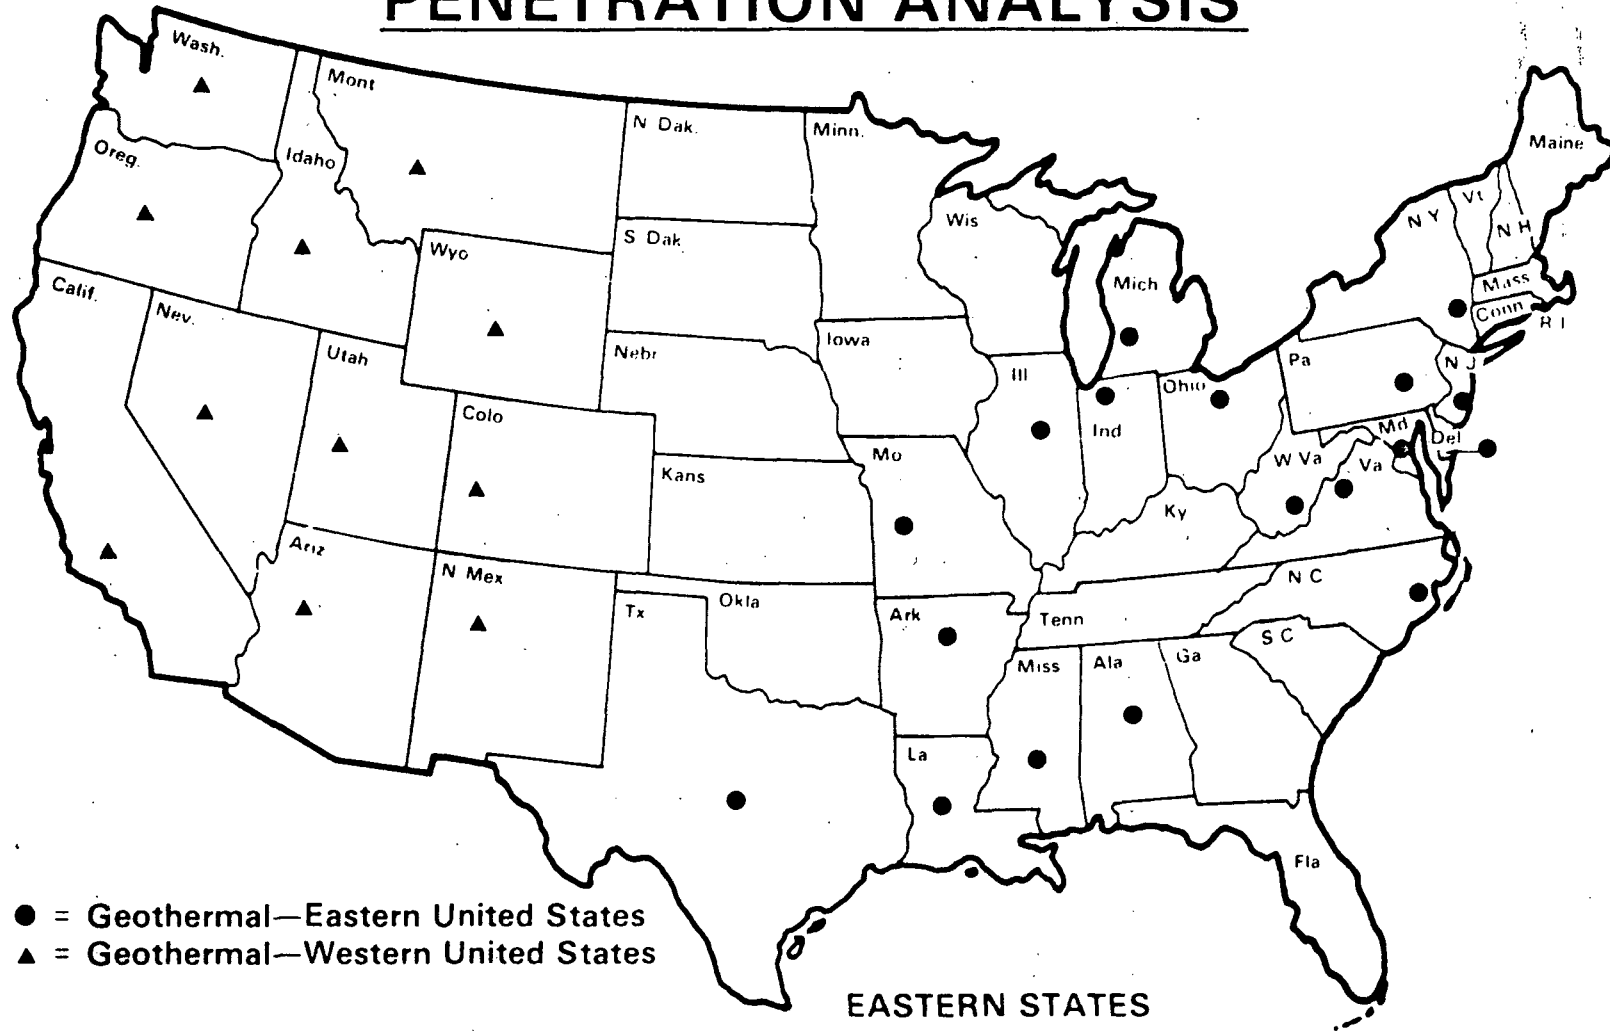 PENETRATION ANALYSIS
Wash.
Mont
N Dak.
Minn.
Maine
Oreg.
Idaho
Vt
N Y
N H
Wis
S Dak
Wyo
Mich
Mass
Calif.
Nev.
Conn
R I
Utah
Nebr
Iowa
Ill
Ohio
Pa
N J
Colo
Ind
Md
Del
Mo
W Va
Va
Kans
Ky
Ariz
N Mex
N C
Tx
Okla
Ark
Tenn
S C
Miss
Ala
Ga
La
Fla
● = Geothermal—Eastern United States
▲ = Geothermal—Western United States
EASTERN STATES